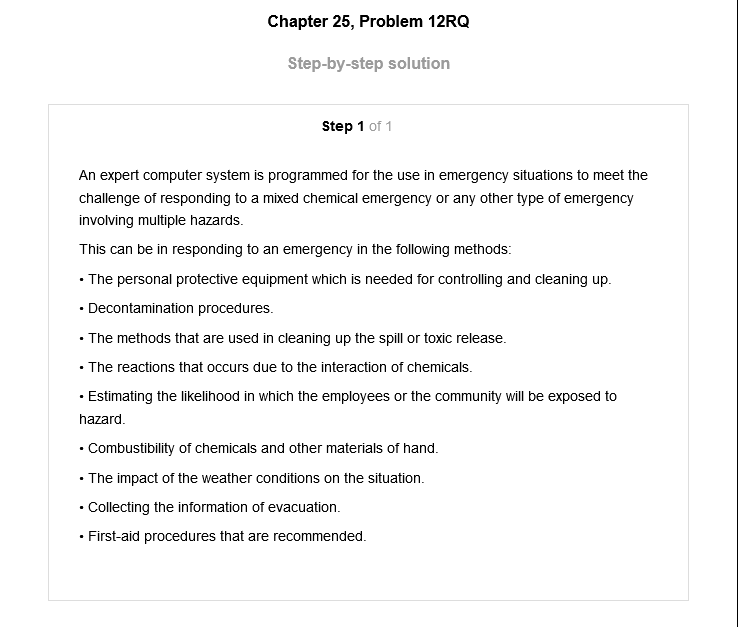 Chapter 25, Problem 12RQ
Step-by-step solution
Step 1 of 1
An expert computer system is programmed for the use in emergency situations to meet the
challenge of responding to a mixed chemical emergency or any other type of emergency
involving multiple hazards.
This can be in responding to an emergency in the following methods:
• The personal protective equipment which is needed for controlling and cleaning up.
• Decontamination procedures.
• The methods that are used in cleaning up the spill or toxic release.
• The reactions that occurs due to the interaction of chemicals.
• Estimating the likelihood in which the employees or the community will be exposed to
hazard.
• Combustibility of chemicals and other materials of hand.
• The impact of the weather conditions on the situation.
• Collecting the information of evacuation.
• First-aid procedures that are recommended.